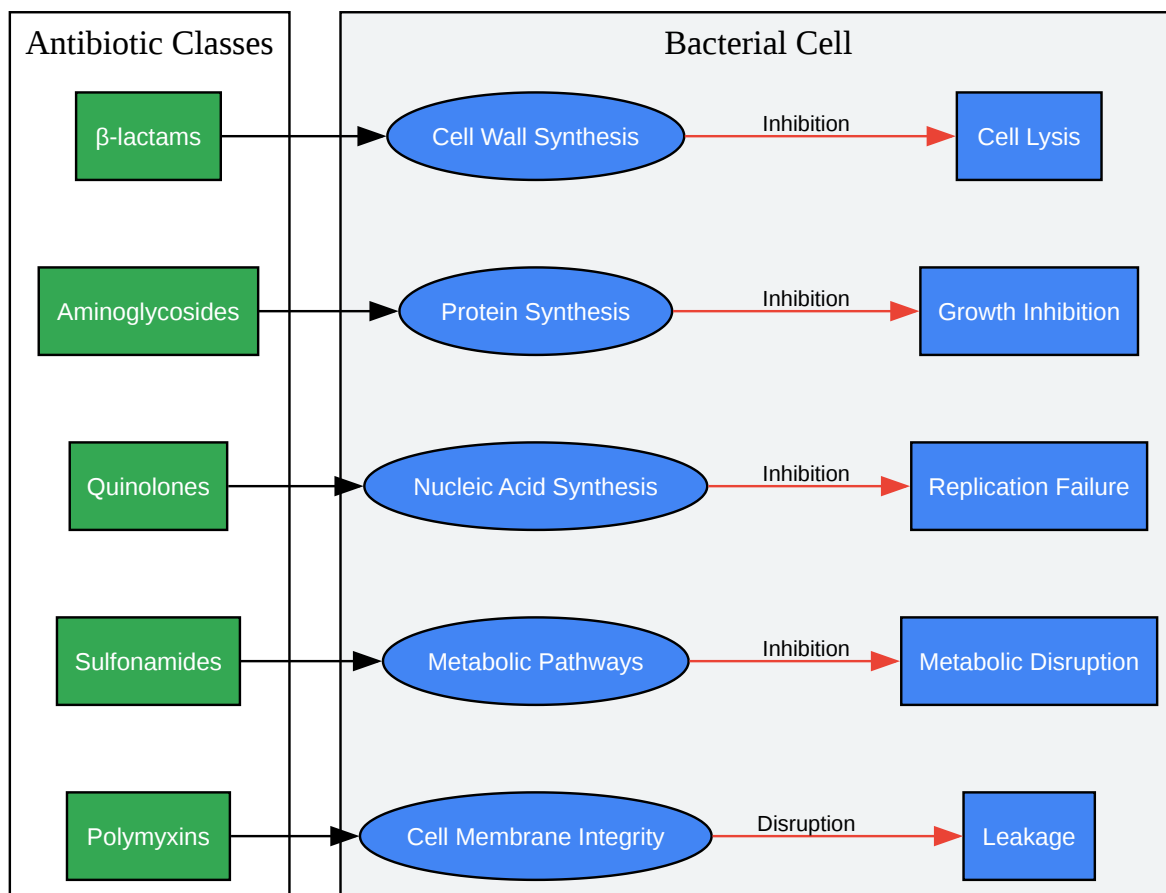 Antibiotic Classes
Bacterial Cell
β-lactams
Cell Wall Synthesis
Inhibition
Cell Lysis
Aminoglycosides
Protein Synthesis
Inhibition
Growth Inhibition
Quinolones
Nucleic Acid Synthesis
Inhibition
Replication Failure
Sulfonamides
Metabolic Pathways
Inhibition
Metabolic Disruption
Polymyxins
Cell Membrane Integrity
Disruption
Leakage